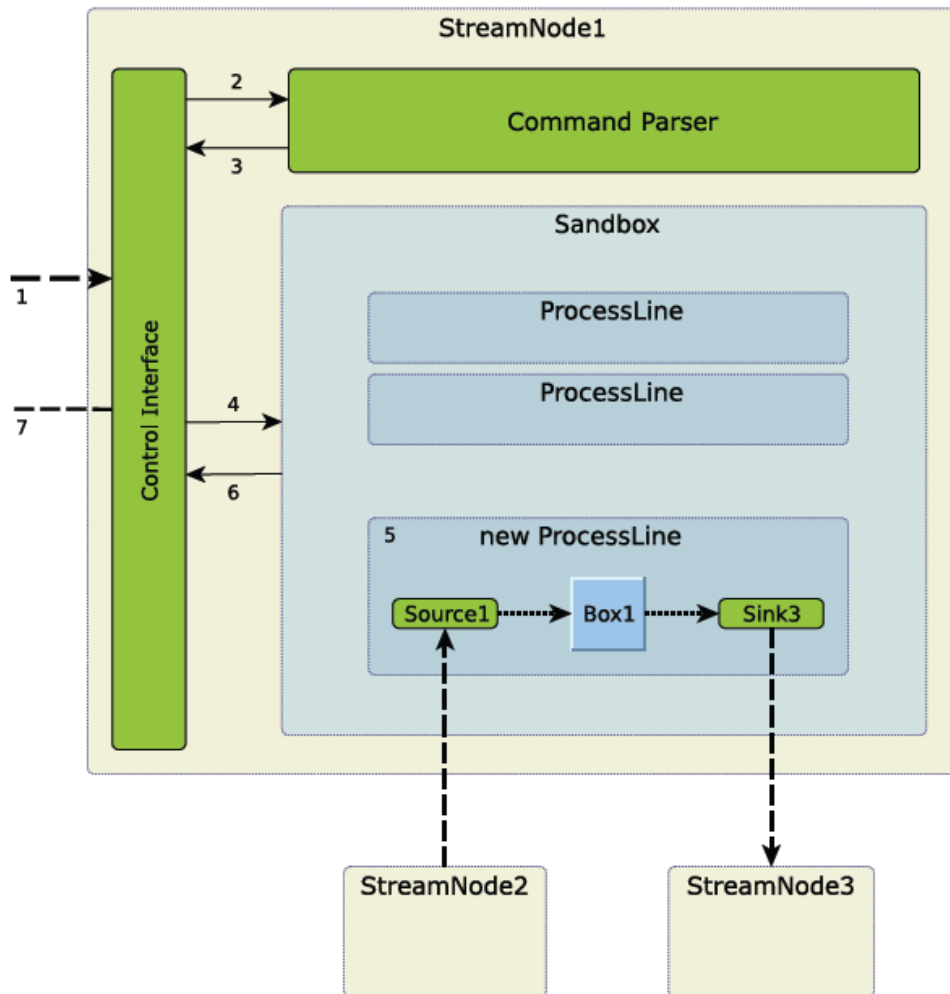 StreamNode1
2
Command Parser
3
Sandbox
1
ProcessLine
Control Interface
ProcessLine
4
7
6
5 new ProcessLine
Source1 Box1 Sink3
StreamNode2 StreamNode3